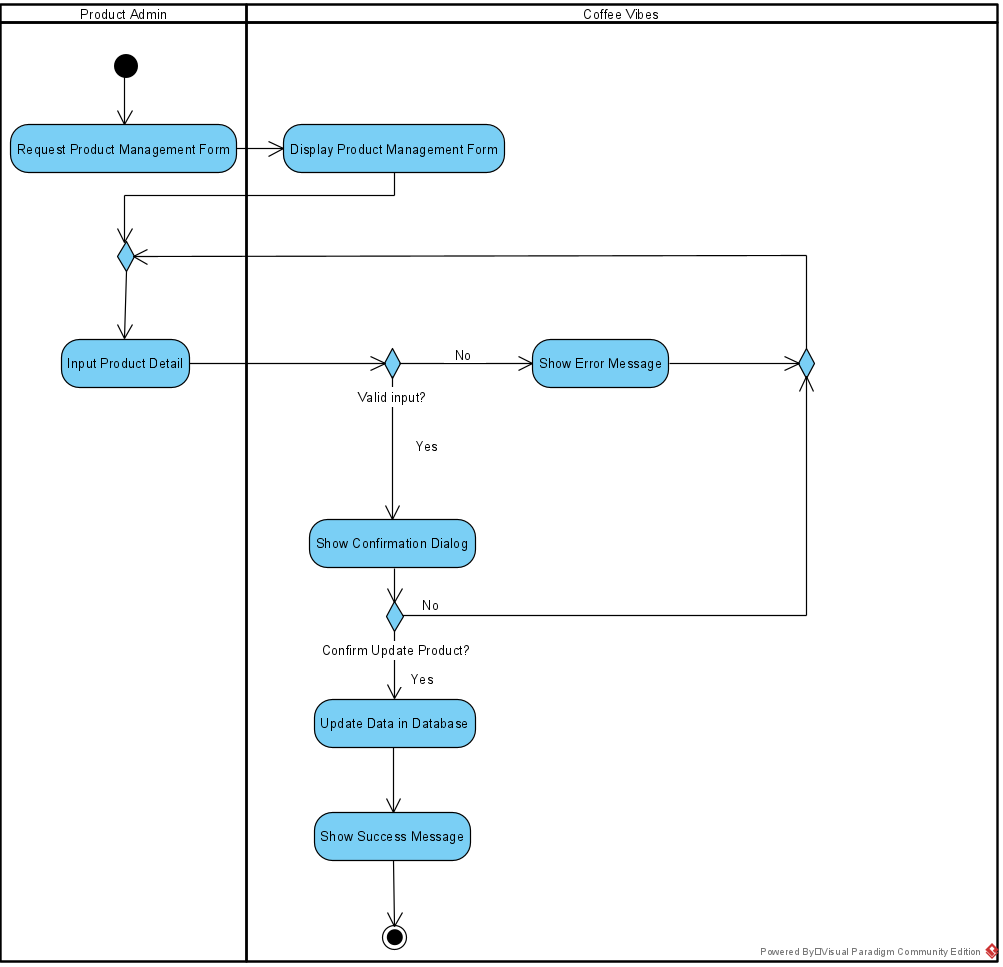 Product Admin
Coffee Vibes
Request Product Management Form
Display Product Management Form
Input Product Detail
No
Show Error Message
Valid input?
Yes
Show Confirmation Dialog
No
Confirm Update Product?
Yes
Update Data in Database
Show Success Message
Powered By□Visual Paradigm Community Edition